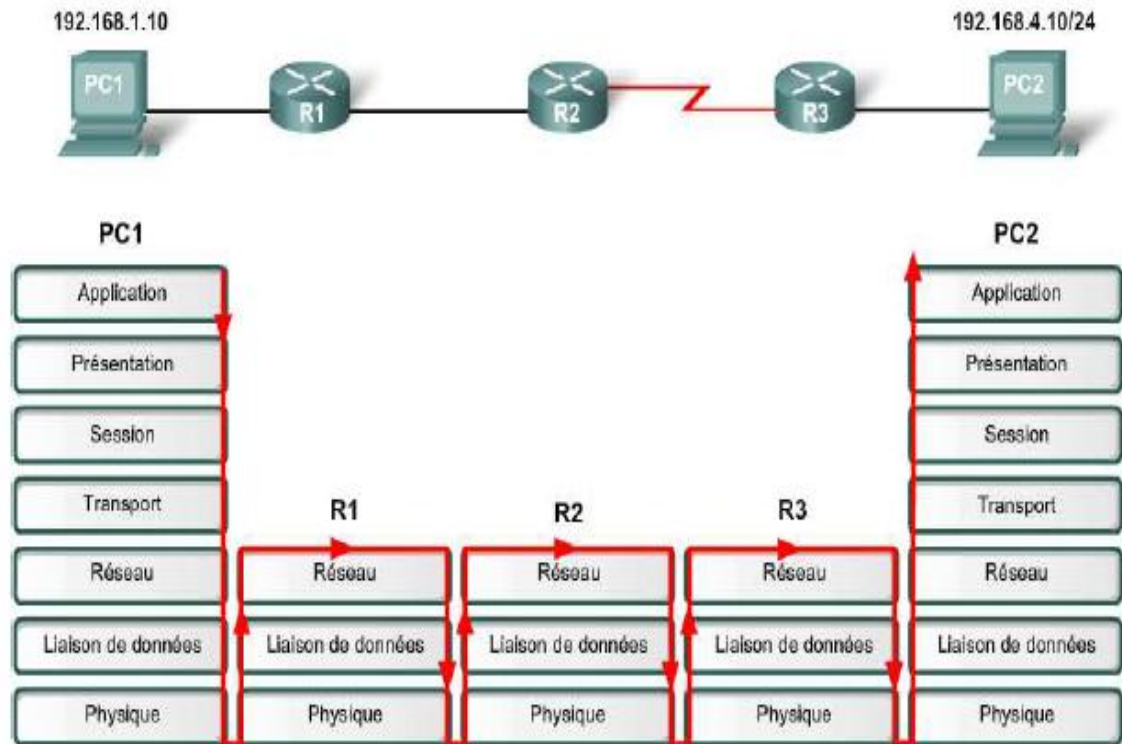 192.168.1.10
192.168.4.10/24
PC1
R1
R2
R3
PC2
PC1
PC2
Application
Application
Présentation
Présentation
Session
Session
Transport
R1
R2
R3
Transport
Réseau
Réseau
Réseau
Réseau
Réseau
Liaison de données
Liaison de données
Liaison de données
Liaison de données
Liaison de données
Physique
Physique
Physique
Physique
Physique